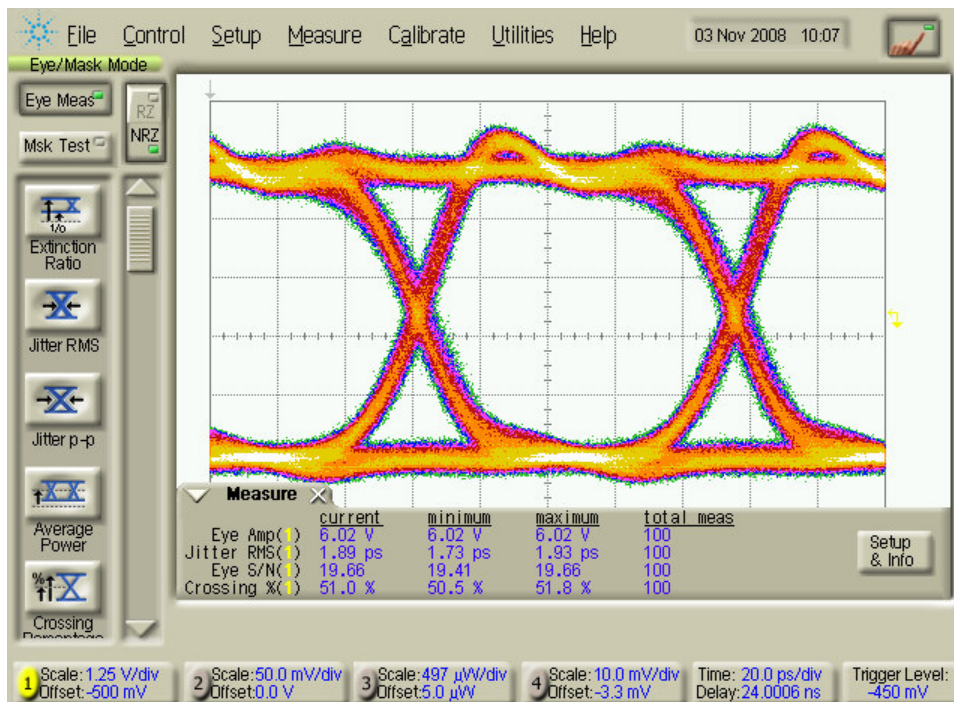 File Control Setup Measure Calibrate Utilities Help 03 Nov 2008 10:07
Eye/Mask Mode
Eye Meas
RZ
NRZ
Msk Test
1/0
Extinction
Ratio
Jitter RMS
Jitter p-p
Average
Power
%
Crossing
Percentage
Measure
current minimum maximum total meas
Eye Amp(1) 6.02 V 6.02 V 6.02 V 100
Jitter RMS(1) 1.89 ps 1.73 ps 1.93 ps 100
Eye S/N(1) 19.66 19.41 19.66 100
Crossing %(1) 51.0 % 50.5 % 51.8 % 100
Setup
& Info
1 Scale: 1.25 V/div
Offset:-500 mV
2 Scale:50.0 mV/div
Offset:0.0 V
3 Scale:497 µW/div
Offset:5.0 µW
4 Scale:10.0 mV/div
Offset:-3.3 mV
Time: 20.0 ps/div
Delay:24.0006 ns
Trigger Level:
-450 mV